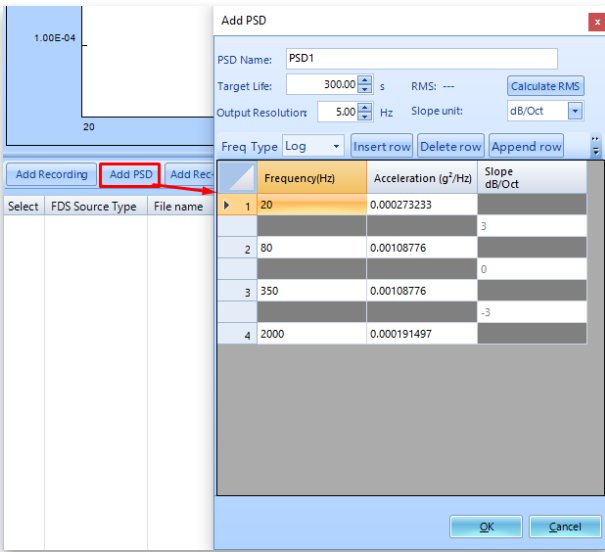 1.00E-04
20
Add Recording Add PSD Add Rec
Select FDS Source Type File name
Add PSD
x
PSD Name: PSD1
Target Life: 300.00 s RMS: --- Calculate RMS
Output Resolution: 5.00 Hz Slope unit: dB/Oct
Freq Type Log Insert row Delete row Append row
Frequency(Hz) Acceleration (g²/Hz) Slope
dB/Oct
1 20 0.000273233
3
2 80 0.00108776
0
3 350 0.00108776
-3
4 2000 0.000191497
OK Cancel